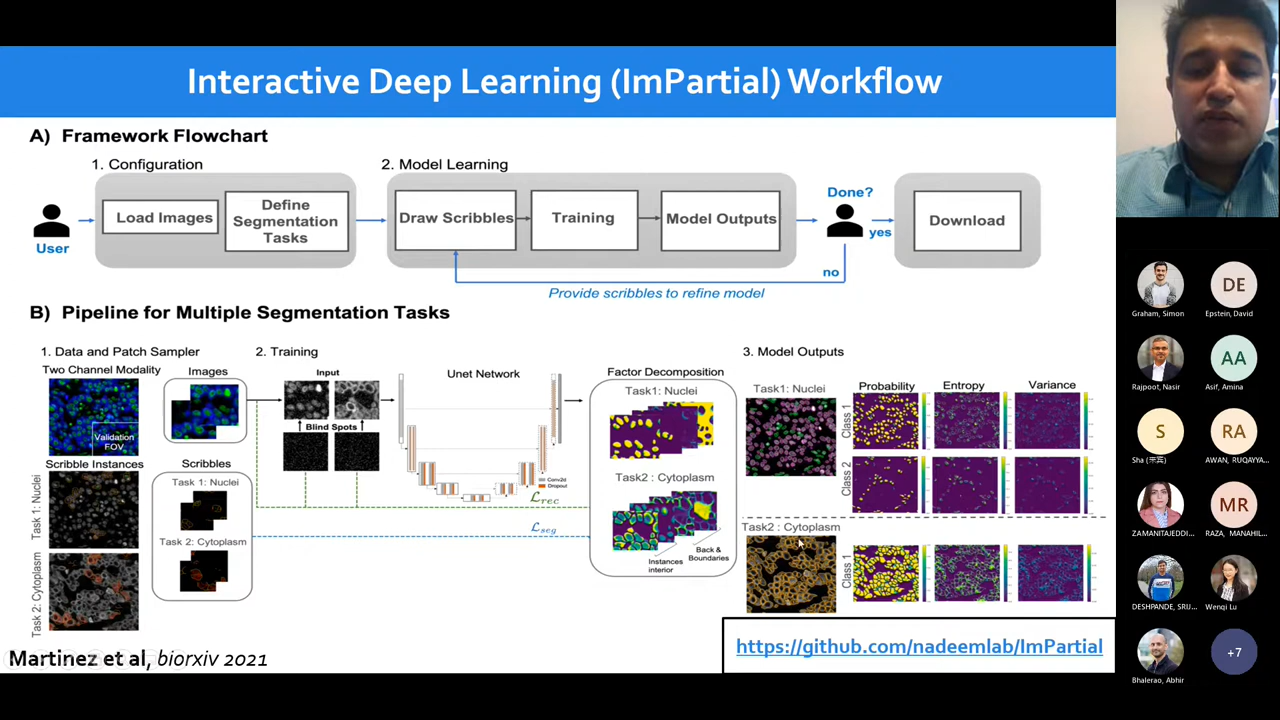 Interactive Deep Learning (ImPartial) Workflow
A) Framework Flowchart
1. Configuration
2. Model Learning
User
Load Images
Define
Segmentation
Tasks
Draw Scribbles
Training
Model Outputs
Done?
yes
no
Download
Provide scribbles to refine model
B) Pipeline for Multiple Segmentation Tasks
1. Data and Patch Sampler
2. Training
3. Model Outputs
Two Channel Modality
Images
Validation
FOV
Scribble Instances
Scribbles
Task 1: Nuclei
Task 2: Cytoplasm
Task 1: Nuclei
Task 2: Cytoplasm
Input
Blind Spots
Unet Network
Conv2d
Dropout
ℒrec
ℒseg
Factor Decomposition
Task1: Nuclei
Task2 : Cytoplasm
Instances
interior
Back &
Boundaries
Task1: Nuclei
Probability
Entropy
Variance
Class 1
Class 2
Task2 : Cytoplasm
Class 1
Martinez et al, biorxiv 2021
https://github.com/nadeemlab/ImPartial
Graham, Simon
DE
Epstein, David
Rajpoot, Nasir
AA
Asif, Amina
S
RA
AWAN, RUQAYYA...
ZAMANITAJEDDI...
MR
RAZA, MANAHIL...
DESHPANDE, SRIJ...
Wenqi Lu
Bhalerao, Abhir
+7